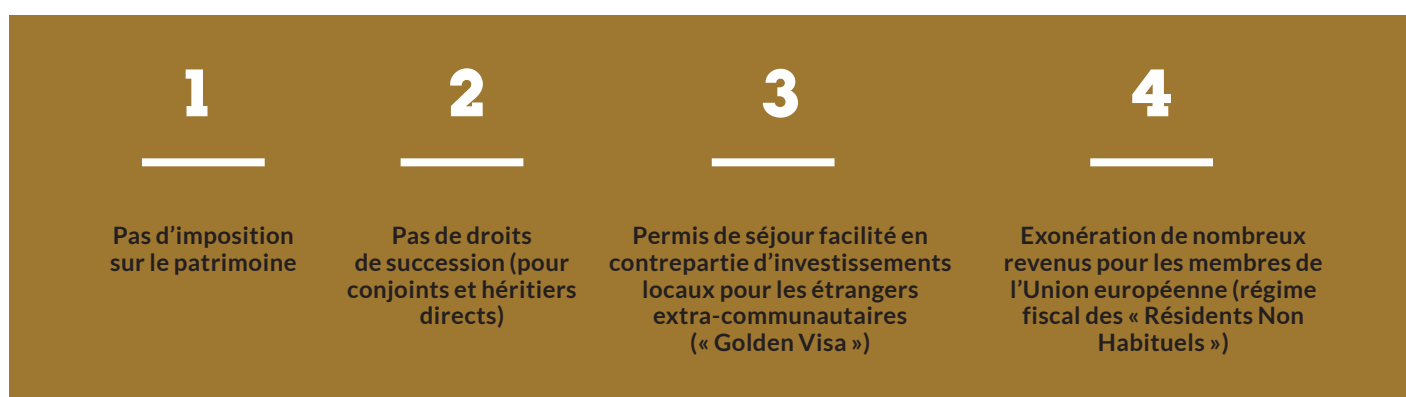 1
Pas d’imposition
sur le patrimoine
2
Pas de droits
de succession (pour
conjoints et héritiers
directs)
3
Permis de séjour facilité en
contrepartie d’investissements
locaux pour les étrangers
extra-communautaires
(« Golden Visa »)
4
Exonération de nombreux
revenus pour les membres de
l’Union européenne (régime
fiscal des « Résidents Non
Habituels »)